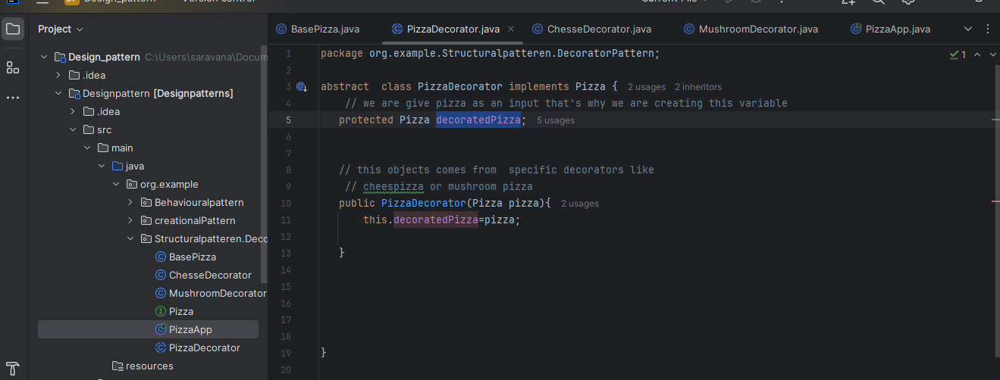 Design_pattern Version control Current File
Project
BasePizza.java PizzaDecorator.java ChesseDecorator.java MushroomDecorator.java PizzaApp.java
Design_pattern C:\Users\saravana\Docum
.idea
Designpattern [Designpatterns]
.idea
src
main
java
org.example
Behaviouralpattern
creationalPattern
Structuralpatteren.Deco
BasePizza
ChesseDecorator
MushroomDecorator
Pizza
PizzaApp
PizzaDecorator
resources
1 package org.example.Structuralpatteren.DecoratorPattern; 1
2
3 abstract  class PizzaDecorator implements Pizza { 2 usages 2 inheritors
4 // we are give pizza as an input that's why we are creating this variable
5 protected Pizza decoratedPizza; 5 usages
6
7
8 // this objects comes from  specific decorators like
9 // cheespizza or mushroom pizza
10 public PizzaDecorator(Pizza pizza){ 2 usages
11 this.decoratedPizza=pizza;
12
13 }
14
15
16
17
18
19 }
20